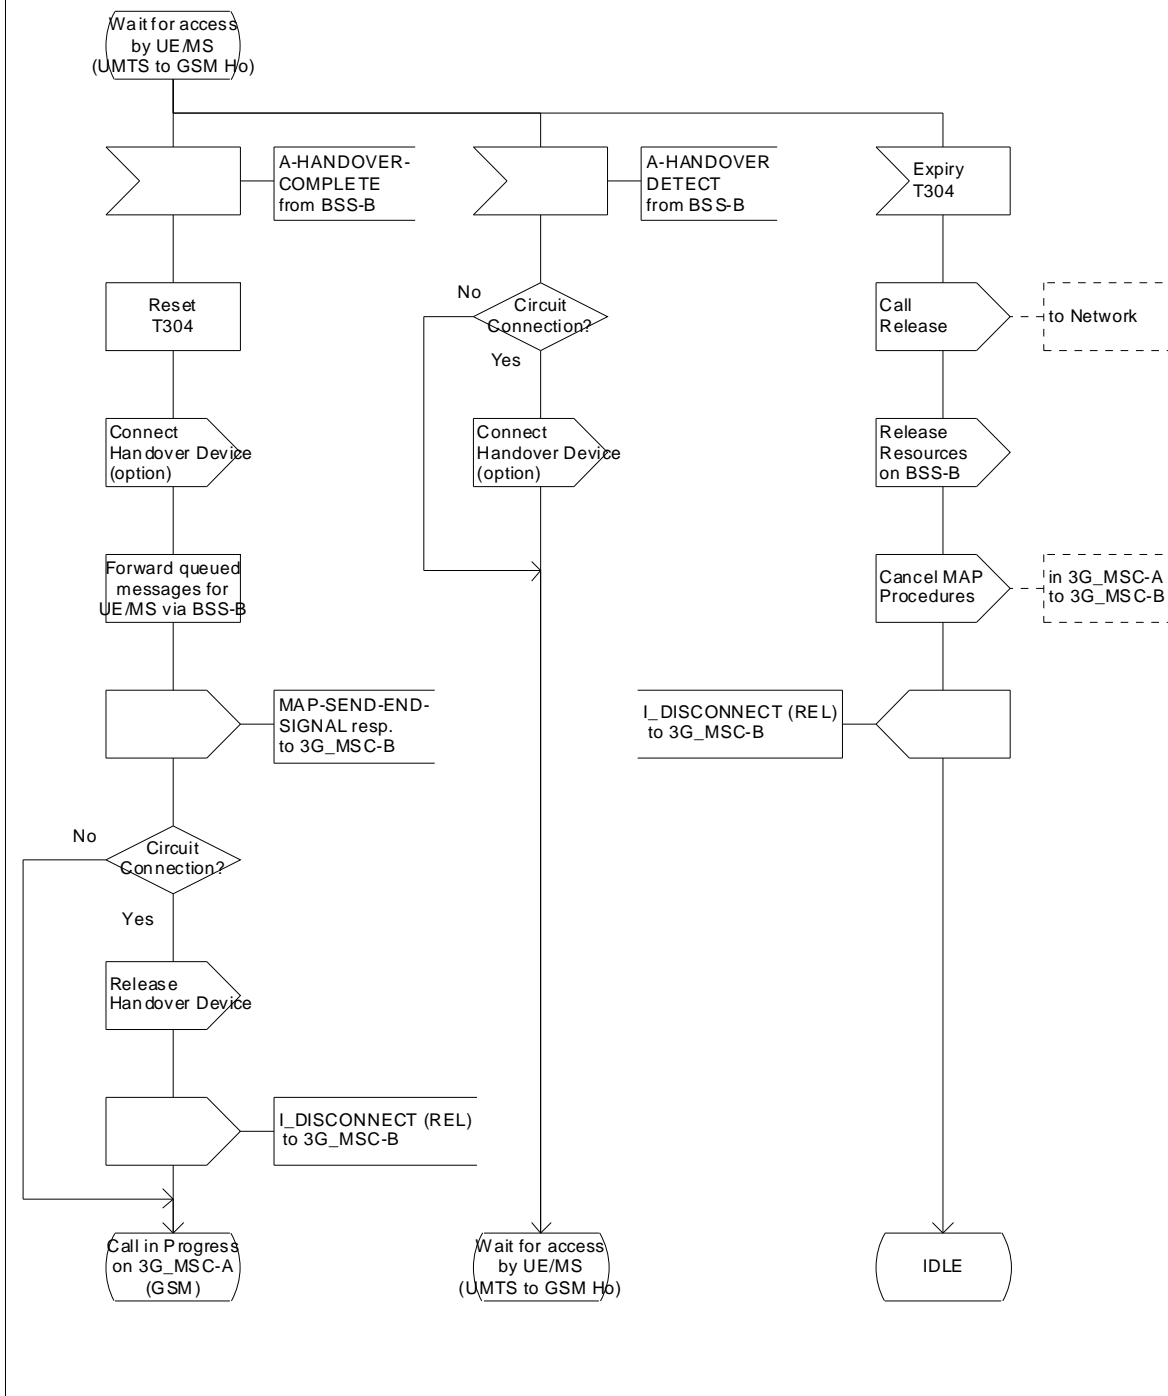 Wait for access
by UE/MS
(UMTS to GSM Ho)
A-HANDOVER-
COMPLETE
from BSS-B
A-HANDOVER
DETECT
from BSS-B
Expiry
T304
Reset
T304
No
Circuit
Connection?
Yes
Call
Release
to Network
Connect
Handover Device
(option)
Connect
Handover Device
(option)
Release
Resources
on BSS-B
Forward queued
messages for
UE/MS via BSS-B
Cancel MAP
Procedures
in 3G_MSC-A
to 3G_MSC-B
MAP-SEND-END-
SIGNAL resp.
to 3G_MSC-B
I_DISCONNECT (REL)
to 3G_MSC-B
No
Circuit
Connection?
Yes
Release
Handover Device
I_DISCONNECT (REL)
to 3G_MSC-B
Call in Progress
on 3G_MSC-A
(GSM)
Wait for access
by UE/MS
(UMTS to GSM Ho)
IDLE